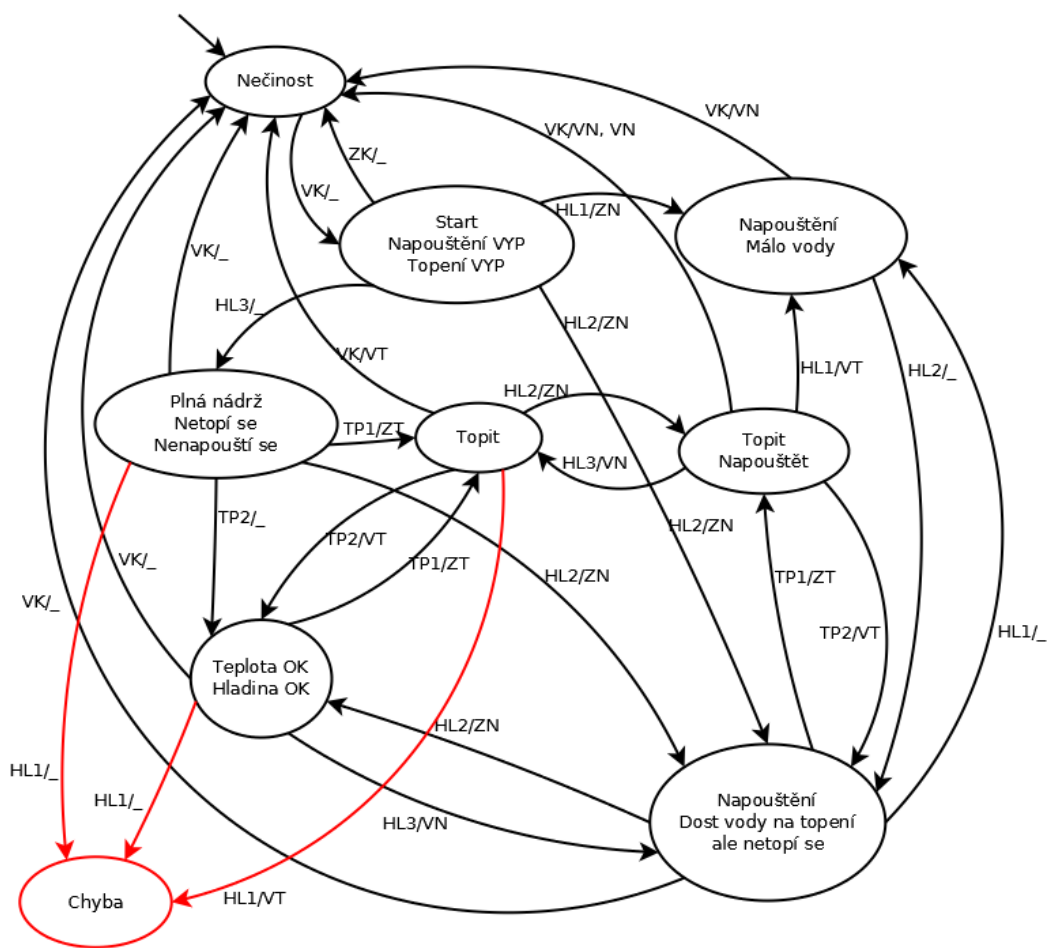 Nečinost
VK/VN
VK/VN, VN
ZK/_
VK/_
HL1/ZN
Start
Napouštění VYP
Topení VYP
Napouštění
Málo vody
VK/_
HL3/_
HL2/ZN
VK/VT
HL1/VT
HL2/_
HL2/ZN
Plná nádrž
Netopí se
Nenapouští se
TP1/ZT
Topit
HL3/VN
Topit
Napouštět
TP2/_
HL2/ZN
TP2/VT
TP1/ZT
VK/_
HL2/ZN
TP1/ZT
VK/_
TP2/VT
HL1/_
Teplota OK
Hladina OK
HL2/ZN
HL1/_
HL1/_
HL3/VN
Napouštění
Dost vody na topení
ale netopí se
Chyba
HL1/VT